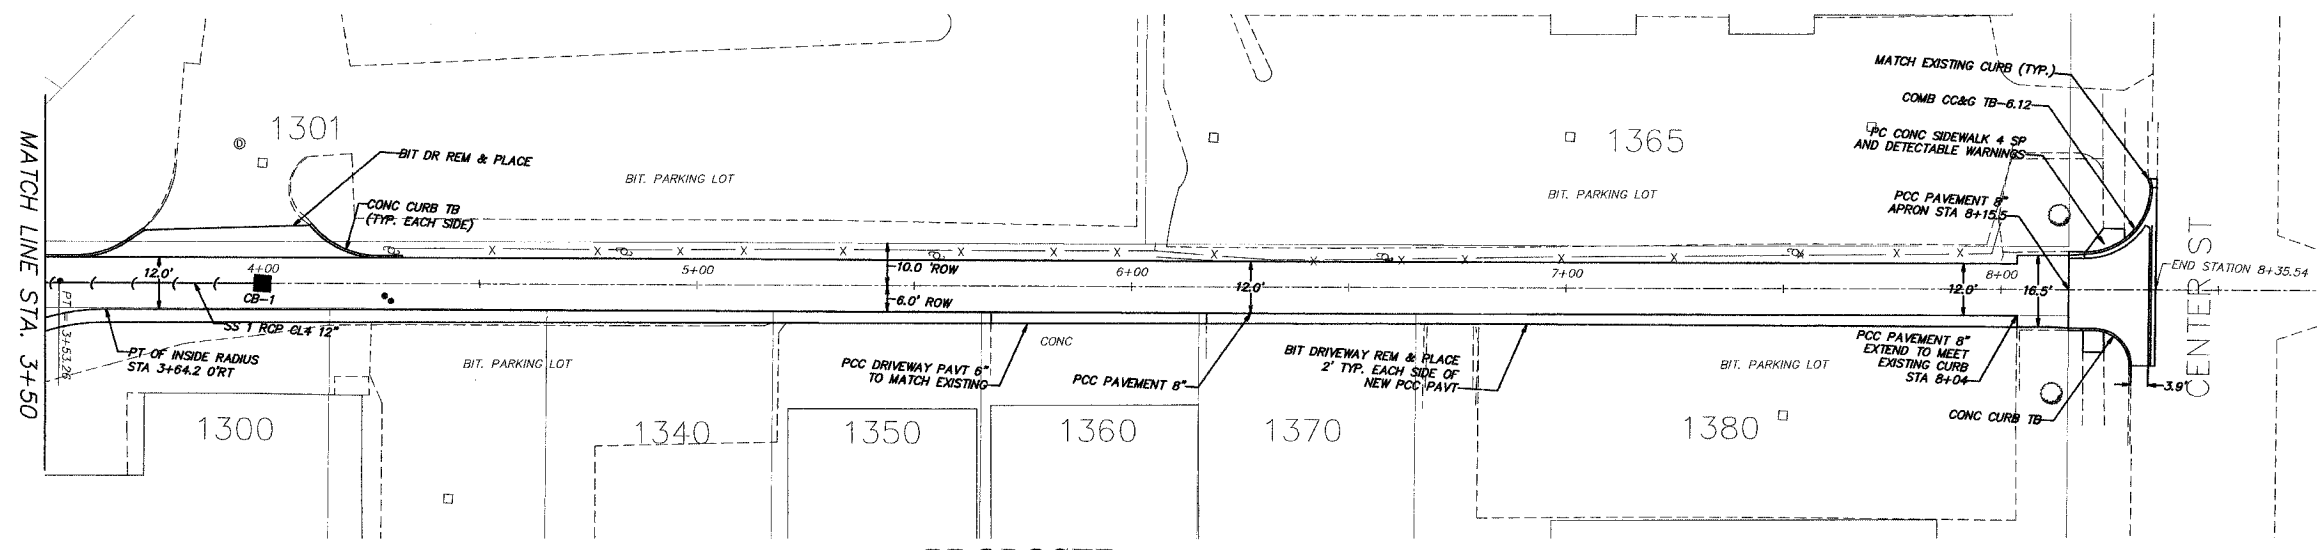 MATCH LINE STA. 3+50
1301
BIT DR REM & PLACE
CONC CURB TB
(TYP. EACH SIDE)
BIT. PARKING LOT
1365
BIT. PARKING LOT
MATCH EXISTING CURB (TYP.)
COMB CC&G TB-6.12
PC CONC SIDEWALK 4 SP
AND DETECTABLE WARNINGS
PCC PAVEMENT 8"
APRON STA 8+15.5
CENTER ST
END STATION 8+35.54
12.0'
4+00
CB-1
5+00
10.0 'ROW
6.0' ROW
6+00
12.0'
7+00
12.0'
8+00
16.5'
PT = 3+53.26
SS 1 RCP CL4 12"
PT OF INSIDE RADIUS
STA 3+64.2 0'RT
BIT. PARKING LOT
PCC DRIVEWAY PAVT 6"
TO MATCH EXISTING
CONC
PCC PAVEMENT 8"
BIT DRIVEWAY REM & PLACE
2' TYP. EACH SIDE OF
NEW PCC PAVT
BIT. PARKING LOT
PCC PAVEMENT 8"
EXTEND TO MEET
EXISTING CURB
STA 8+04
3.9'
CONC CURB TB
1300
1340
1350
1360
1370
1380